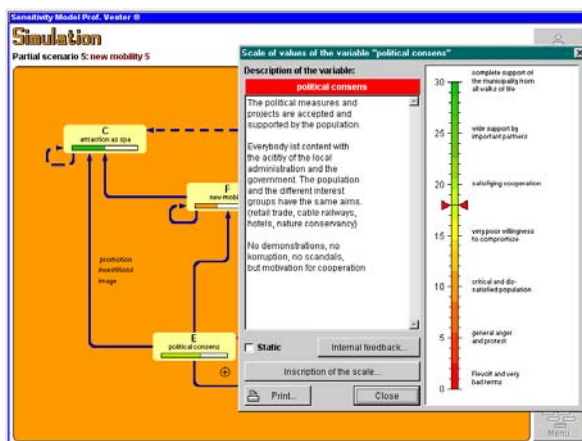 Sensitivity Model Prof. Vester ®
Simulation
Partial scenario 5: new mobility 5
C
attraction as spa
F
new mobi
promotion
investitions
image
E
political consens
Scale of values of the variable "political consens"
Description of the variable:
political consens
The political measures and
projects are accepted and
supported by the population.
Everybody ist content with
the acitity of the local
administration and the
government. The population
and the different interest
groups have the same aims.
(retail trade, cable railways,
hotels, nature conservancy)
No demonstrations, no
korruption, no scandals,
but motivation for cooperation
Static
Internal feedback...
Inscription of the scale...
Print...
Close
30
complete support of
the municipality from
all walks of life
25
wide support by
important partners
20
satisfying cooperation
15
very poor willingness
to compromise
10
critical and dis-
satisfied population
5
general anger
and protest
0
Revolt and very
bad terms
Menu